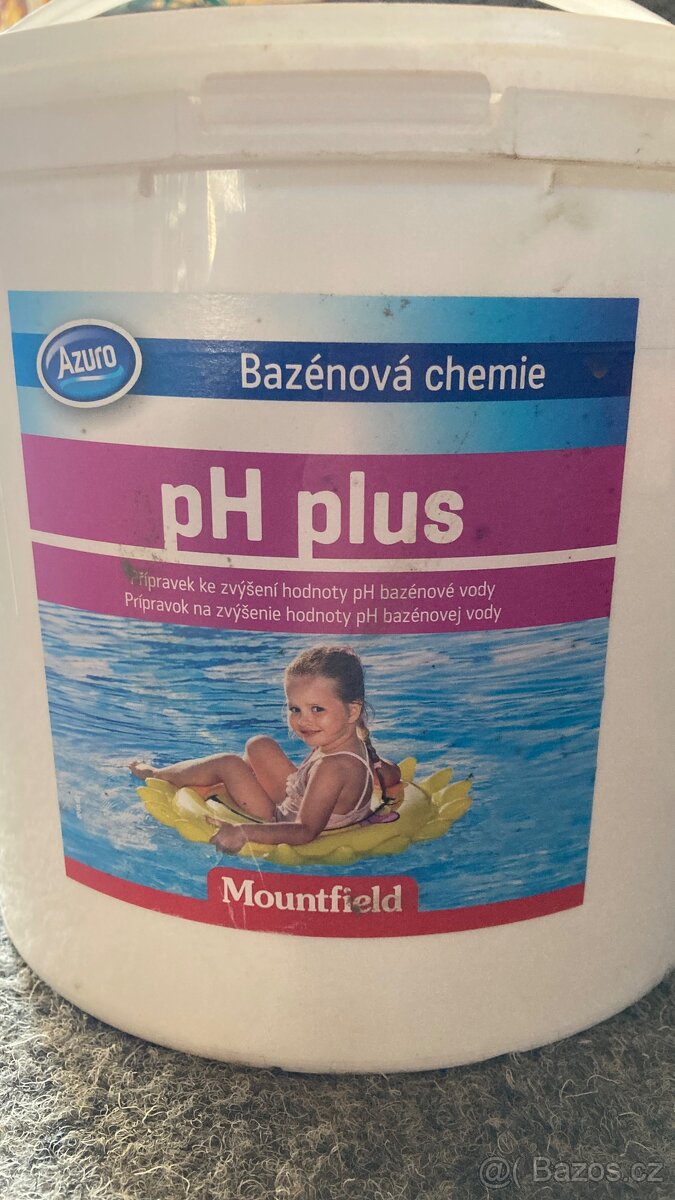 Azuro
Bazénová chemie
pH plus
Přípravek ke zvýšení hodnoty pH bazénové vody
Prípravok na zvýšenie hodnoty pH bazénovej vody
Mountfield
@( Bazos.cz